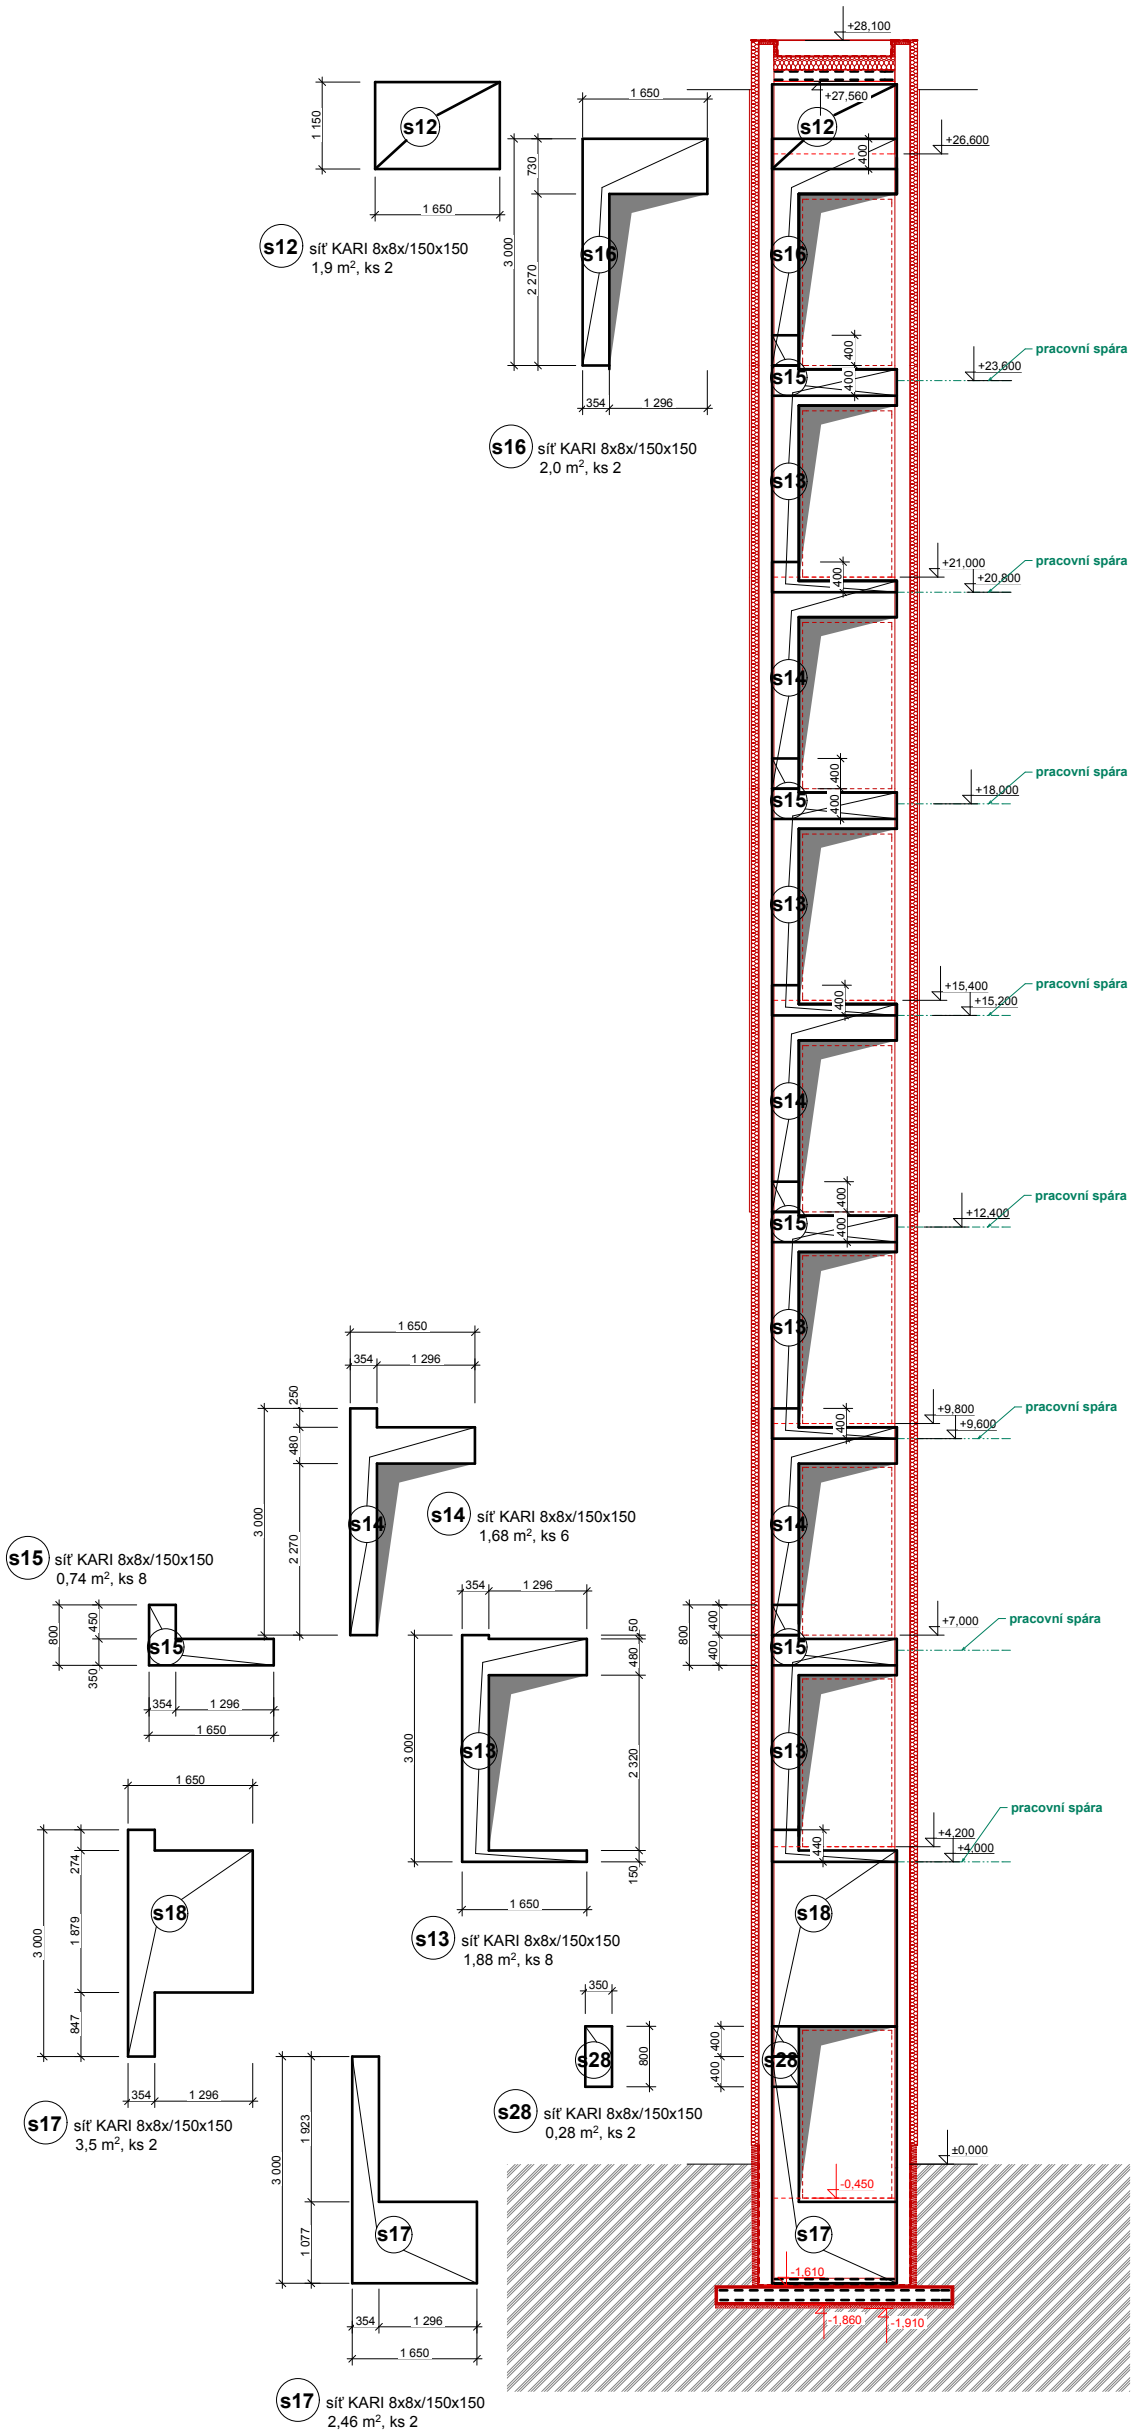 +28,100
1 650
1 150
s12
+27,560
s12
+26,600
400
730
1 650
s12 síť KARI 8x8x/150x150
1,9 m², ks 2
3 000
2 270
s16
s16
400
pracovní spára
+23,600
s15
400
354
1 296
s16 síť KARI 8x8x/150x150
2,0 m², ks 2
s13
pracovní spára
+21,000
400
+20,800
s14
400
pracovní spára
+18,000
s15
400
s13
pracovní spára
+15,400
400
+15,200
s14
400
pracovní spára
+12,400
s15
400
s13
1 650
354
1 296
250
480
3 000
2 270
s14
s14 síť KARI 8x8x/150x150
1,68 m², ks 6
+9,800
pracovní spára
400
+9,600
s14
s15 síť KARI 8x8x/150x150
0,74 m², ks 8
800
450
350
s15
354
1 296
1 650
354
1 296
50
480
3 000
2 320
150
s13
1 650
s13 síť KARI 8x8x/150x150
1,88 m², ks 8
800
400
400
s15
+7,000
pracovní spára
s13
pracovní spára
+4,200
440
+4,000
1 650
274
3 000
1 879
847
s18
354
1 296
s17 síť KARI 8x8x/150x150
3,5 m², ks 2
s18
350
s28
800
400
400
s28
s28 síť KARI 8x8x/150x150
0,28 m², ks 2
±0,000
-0,450
3 000
1 923
1 077
s17
s17
-1,610
-1,860
-1,910
354
1 296
1 650
s17 síť KARI 8x8x/150x150
2,46 m², ks 2